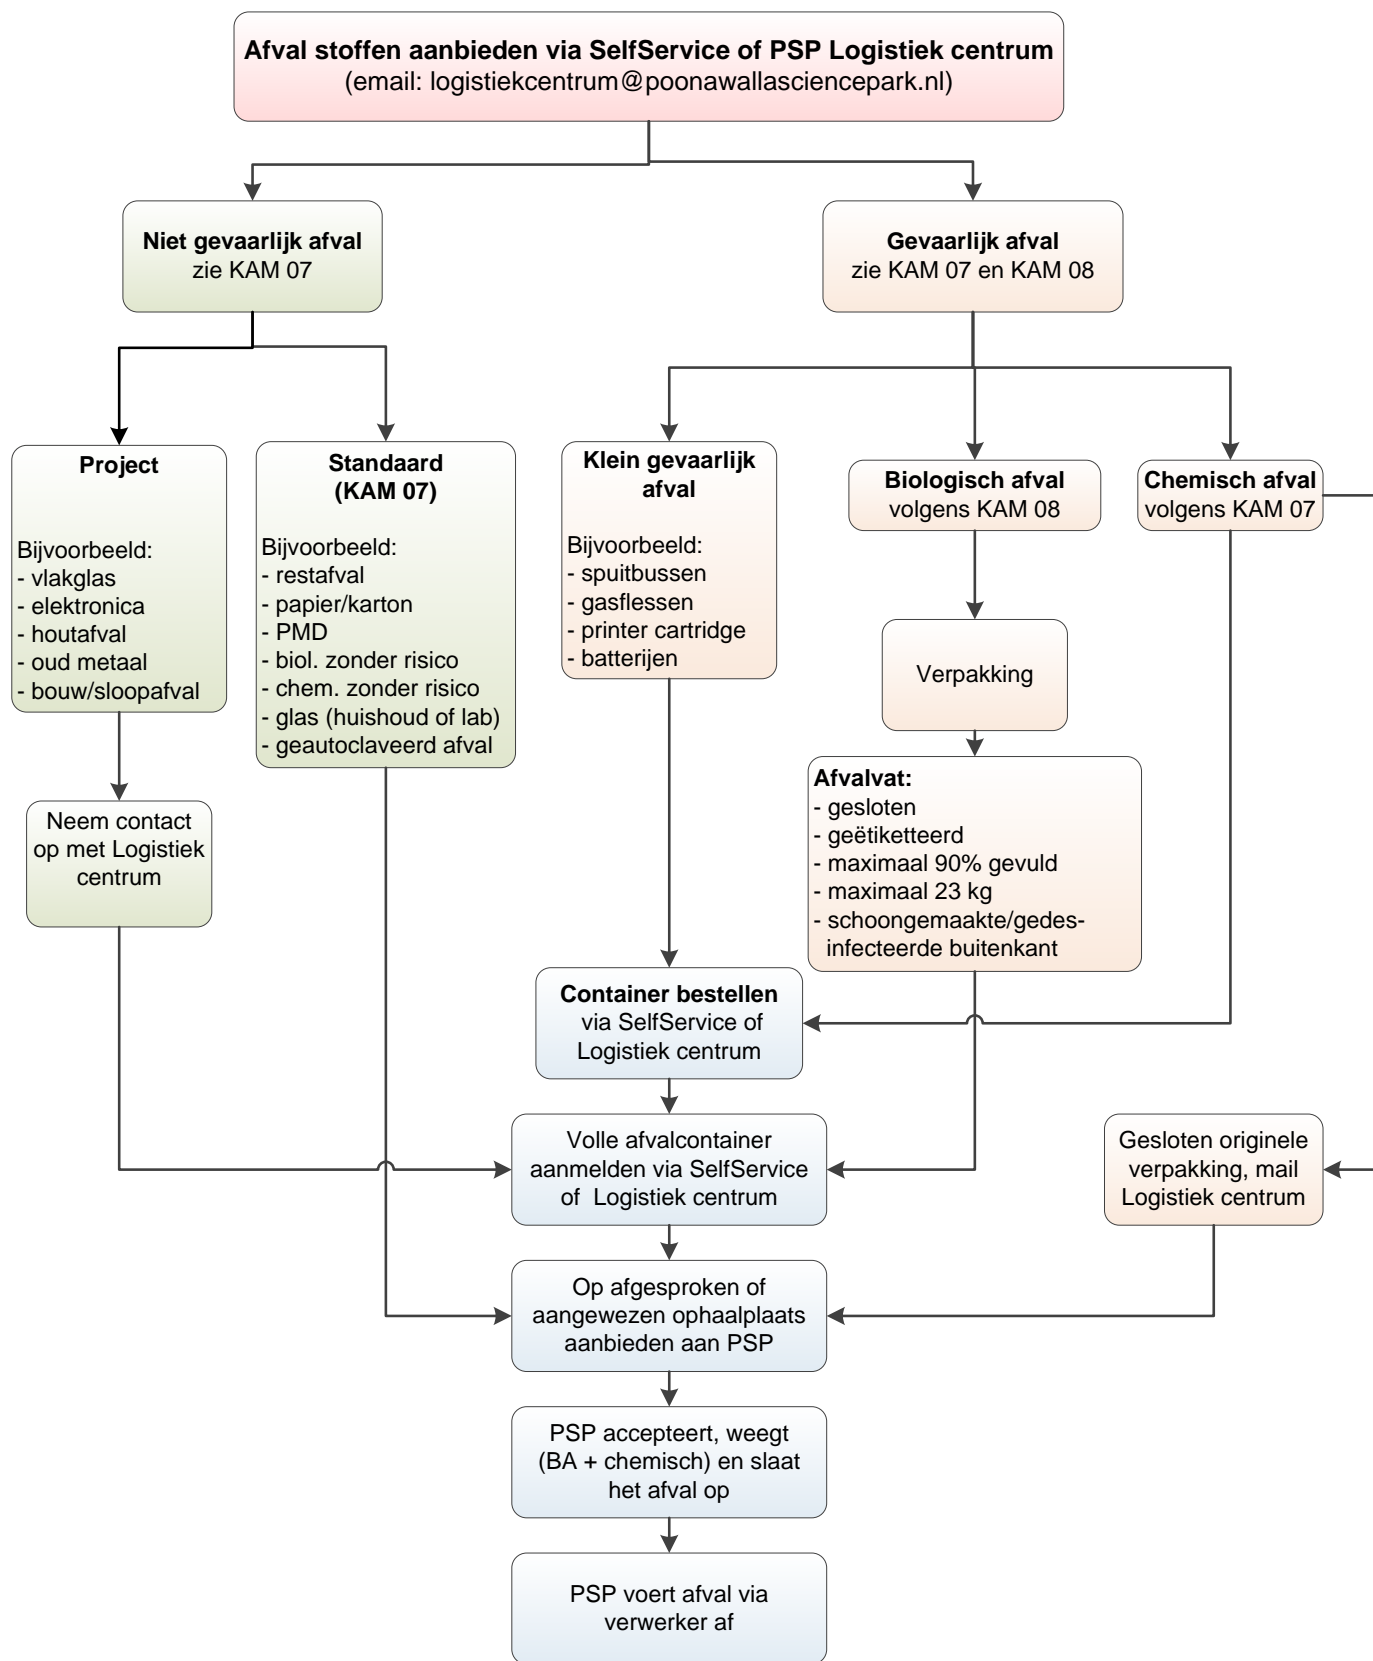 Afval stoffen aanbieden via SelfService of PSP Logistiek centrum
(email: logistiekcentrum@poonawallasciencepark.nl)
Niet gevaarlijk afval
zie KAM 07
Gevaarlijk afval
zie KAM 07 en KAM 08
Project
Bijvoorbeeld:
- vlakglas
- elektronica
- houtafval
- oud metaal
- bouw/sloopafval
Standaard
(KAM 07)
Bijvoorbeeld:
- restafval
- papier/karton
- PMD
- biol. zonder risico
- chem. zonder risico
- glas (huishoud of lab)
- geautoclaveerd afval
Klein gevaarlijk
afval
Bijvoorbeeld:
- spuitbussen
- gasflessen
- printer cartridge
- batterijen
Biologisch afval
volgens KAM 08
Chemisch afval
volgens KAM 07
Verpakking
Afvalvat:
- gesloten
- geëtiketteerd
- maximaal 90% gevuld
- maximaal 23 kg
- schoongemaakte/gedes-
infecteerde buitenkant
Neem contact
op met Logistiek
centrum
Container bestellen
via SelfService of
Logistiek centrum
Volle afvalcontainer
aanmelden via SelfService
of Logistiek centrum
Gesloten originele
verpakking, mail
Logistiek centrum
Op afgesproken of
aangewezen ophaalplaats
aanbieden aan PSP
PSP accepteert, weegt
(BA + chemisch) en slaat
het afval op
PSP voert afval via
verwerker af